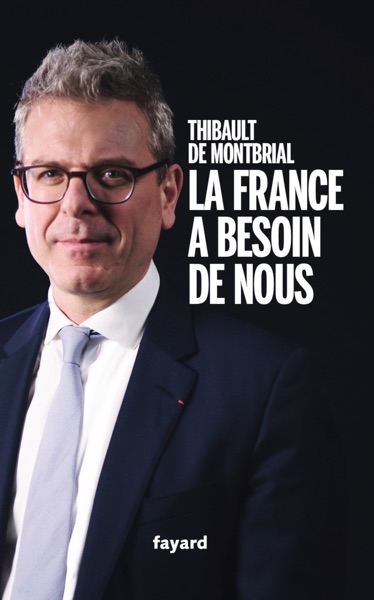 THIBAULT
DE MONTBRIAL
LA FRANCE
A BESOIN
DE NOUS
fayard